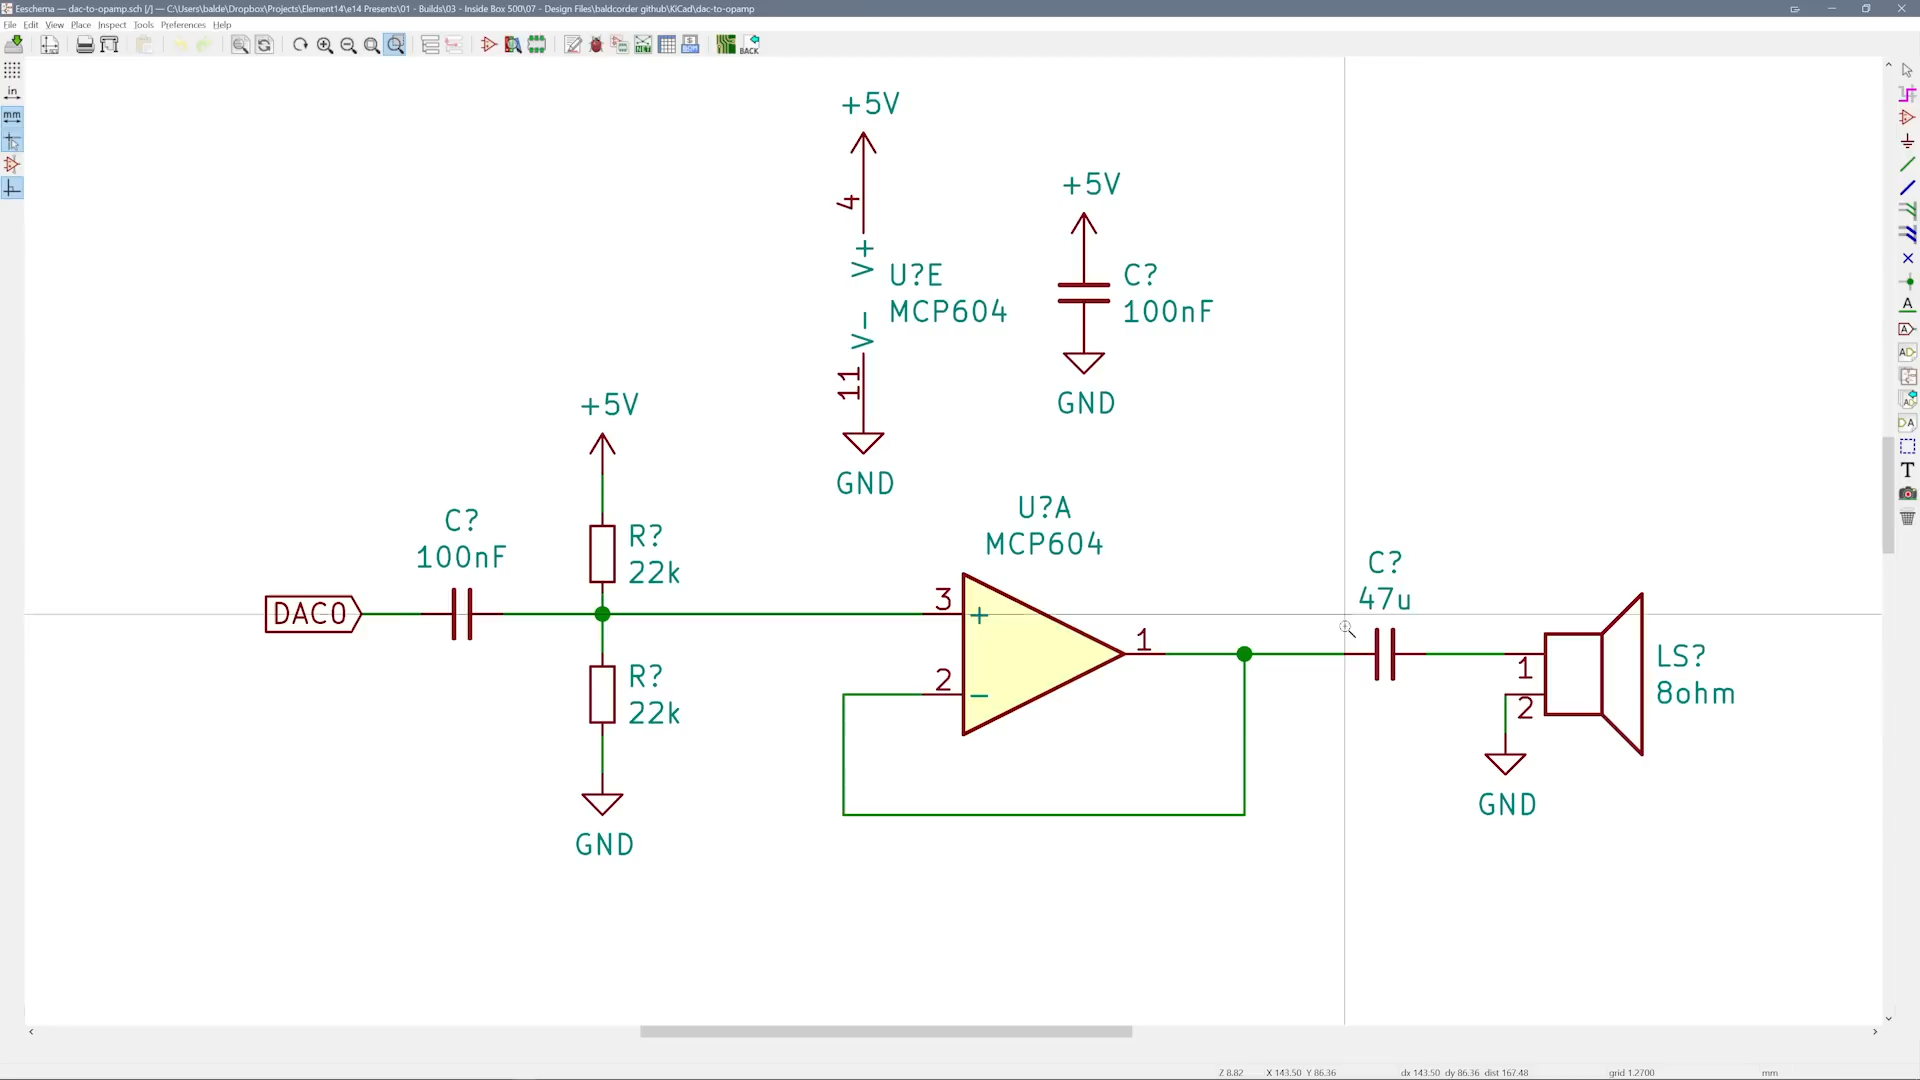 Eeschema — dac-to-opamp.sch [/] — C:\Users\balde\Dropbox\Projects\Element14\e14 Presents\01 - Builds\03 - Inside Box 500\07 - Design Files\baldcorder github\KiCad\dac-to-opamp
File Edit View Place Inspect Tools Preferences Help
BACK
in
mm
+5V
4
V+
V-
11
U?E
MCP604
GND
+5V
C?
100nF
GND
+5V
R?
22k
R?
22k
GND
C?
100nF
DAC0
U?A
MCP604
3
+
2
−
1
C?
47u
1
2
LS?
8ohm
GND
Z 8.82 X 143.50 Y 86.36 dx 143.50 dy 86.36 dist 167.48 grid 1.2700 mm